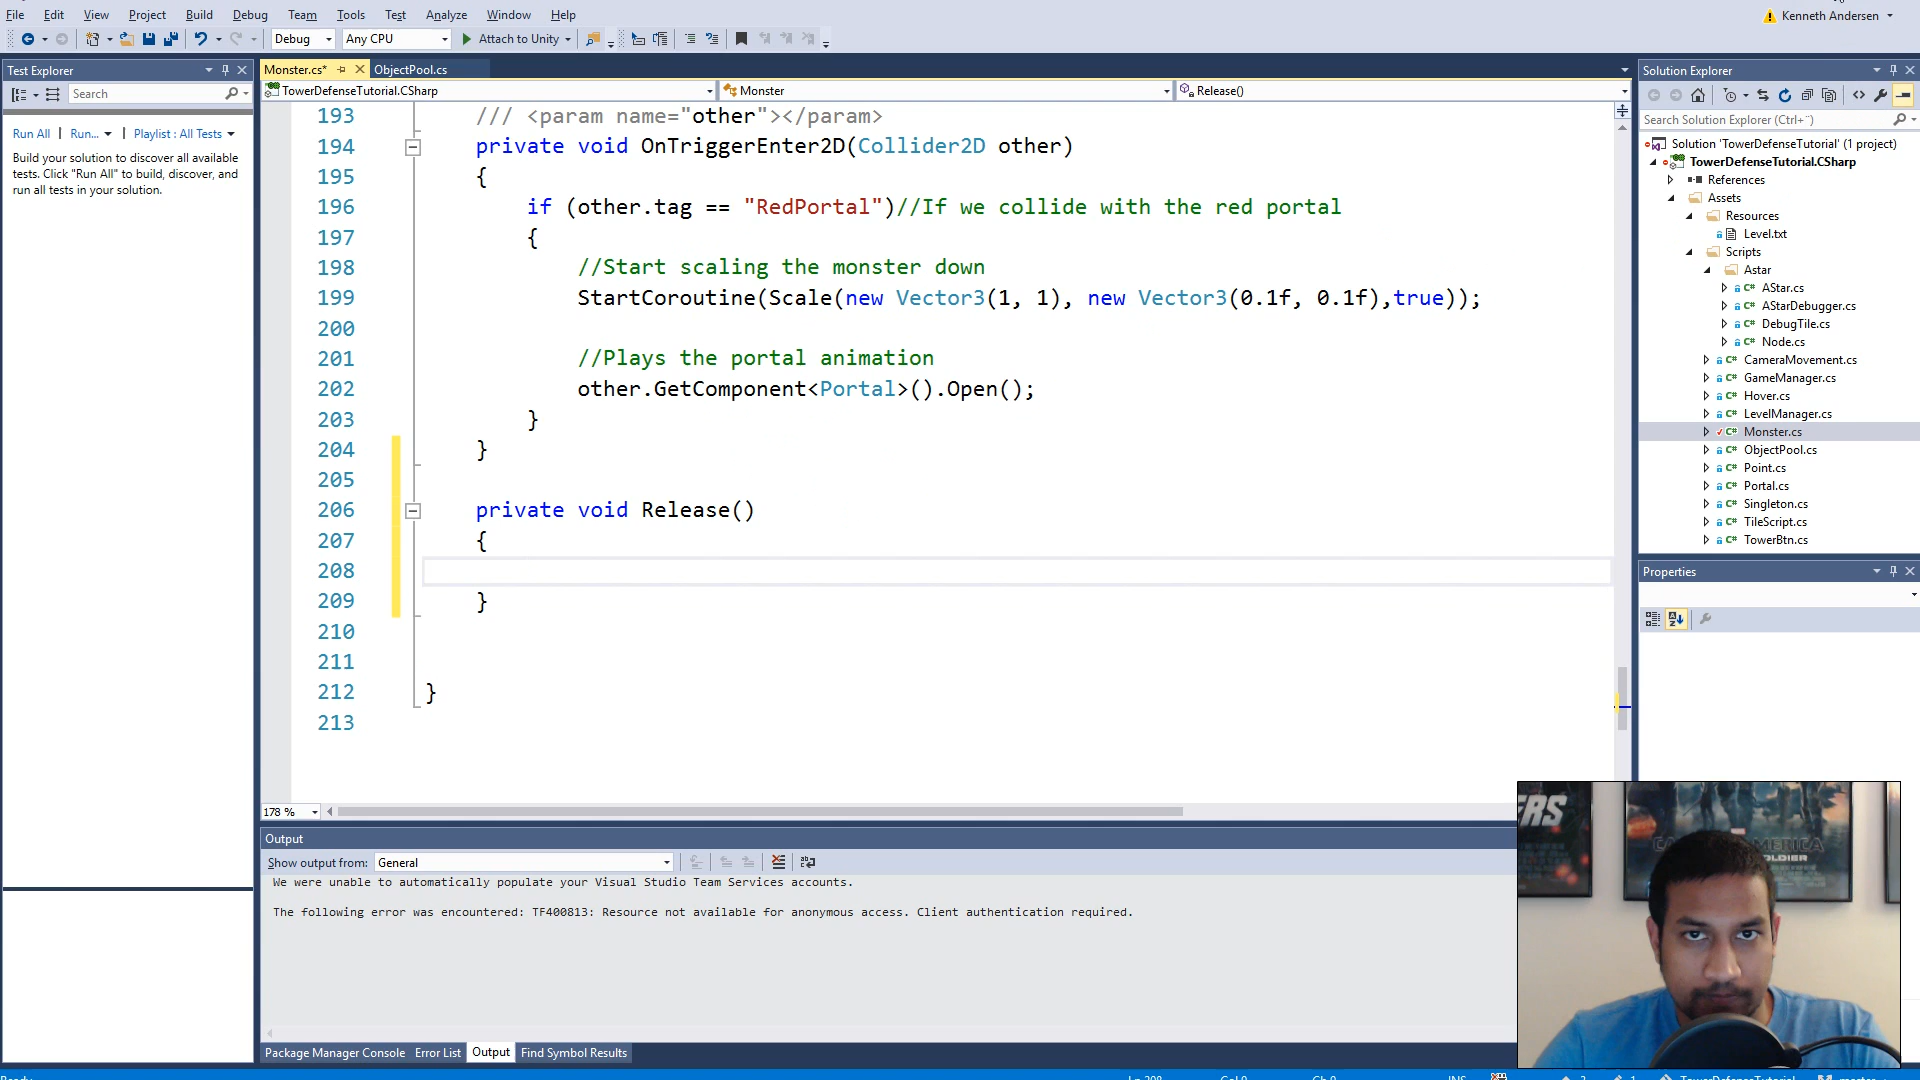 File Edit View Project Build Debug Team Tools Test Analyze Window Help
Kenneth Andersen
Debug Any CPU Attach to Unity
Test Explorer
Search
Run All | Run... | Playlist : All Tests
Build your solution to discover all available
tests. Click "Run All" to build, discover, and
run all tests in your solution.
Monster.cs* ObjectPool.cs
TowerDefenseTutorial.CSharp Monster Release()
193 /// <param name="other"></param>
194 private void OnTriggerEnter2D(Collider2D other)
195 {
196 if (other.tag == "RedPortal")//If we collide with the red portal
197 {
198 //Start scaling the monster down
199 StartCoroutine(Scale(new Vector3(1, 1), new Vector3(0.1f, 0.1f),true));
200
201 //Plays the portal animation
202 other.GetComponent<Portal>().Open();
203 }
204 }
205
206 private void Release()
207 {
208
209 }
210
211
212 }
213
178 %
Output
Show output from: General
We were unable to automatically populate your Visual Studio Team Services accounts.
The following error was encountered: TF400813: Resource not available for anonymous access. Client authentication required.
Package Manager Console Error List Output Find Symbol Results
Solution Explorer
Search Solution Explorer (Ctrl+¨)
Solution 'TowerDefenseTutorial' (1 project)
TowerDefenseTutorial.CSharp
References
Assets
Resources
Level.txt
Scripts
Astar
C# AStar.cs
C# AStarDebugger.cs
C# DebugTile.cs
C# Node.cs
C# CameraMovement.cs
C# GameManager.cs
C# Hover.cs
C# LevelManager.cs
C# Monster.cs
C# ObjectPool.cs
C# Point.cs
C# Portal.cs
C# Singleton.cs
C# TileScript.cs
C# TowerBtn.cs
Properties